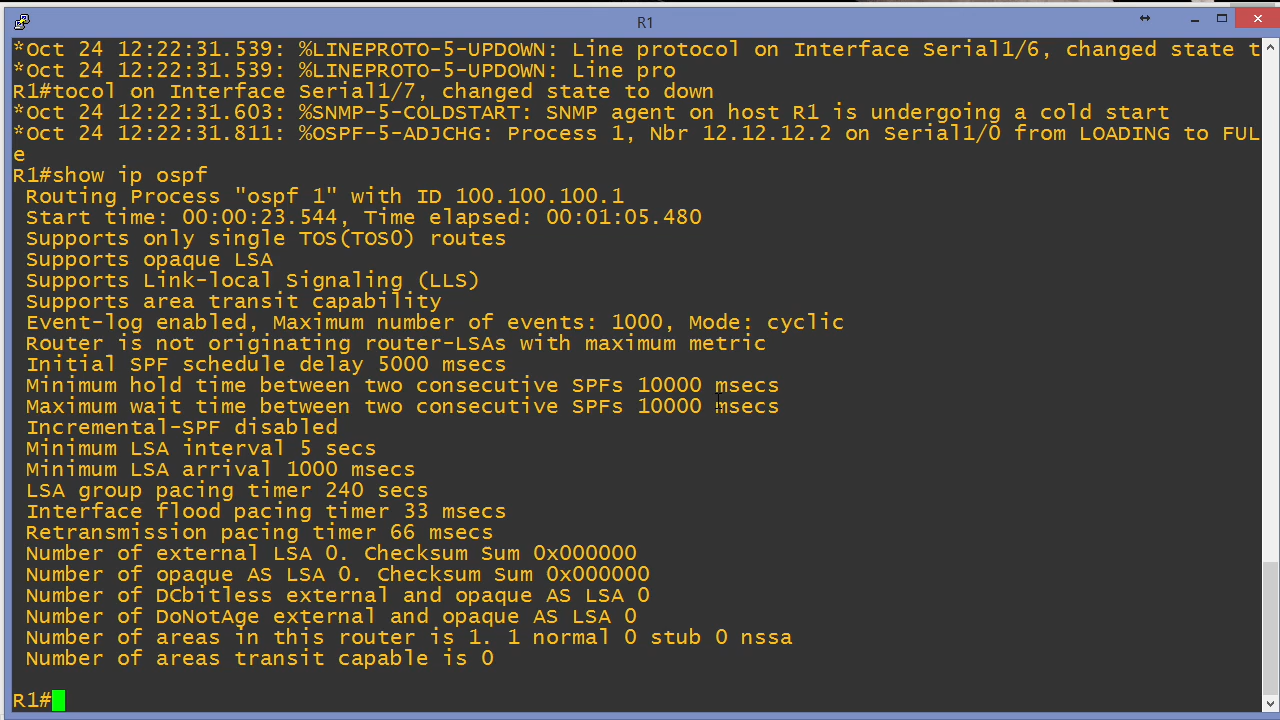 R1
*Oct 24 12:22:31.539: %LINEPROTO-5-UPDOWN: Line protocol on Interface Serial1/6, changed state t
*Oct 24 12:22:31.539: %LINEPROTO-5-UPDOWN: Line pro
R1#tocol on Interface Serial1/7, changed state to down
*Oct 24 12:22:31.603: %SNMP-5-COLDSTART: SNMP agent on host R1 is undergoing a cold start
*Oct 24 12:22:31.811: %OSPF-5-ADJCHG: Process 1, Nbr 12.12.12.2 on Serial1/0 from LOADING to FUL
e
R1#show ip ospf
Routing Process "ospf 1" with ID 100.100.100.1
Start time: 00:00:23.544, Time elapsed: 00:01:05.480
Supports only single TOS(TOS0) routes
Supports opaque LSA
Supports Link-local Signaling (LLS)
Supports area transit capability
Event-log enabled, Maximum number of events: 1000, Mode: cyclic
Router is not originating router-LSAs with maximum metric
Initial SPF schedule delay 5000 msecs
Minimum hold time between two consecutive SPFs 10000 msecs
Maximum wait time between two consecutive SPFs 10000 msecs
Incremental-SPF disabled
Minimum LSA interval 5 secs
Minimum LSA arrival 1000 msecs
LSA group pacing timer 240 secs
Interface flood pacing timer 33 msecs
Retransmission pacing timer 66 msecs
Number of external LSA 0. Checksum Sum 0x000000
Number of opaque AS LSA 0. Checksum Sum 0x000000
Number of DCbitless external and opaque AS LSA 0
Number of DoNotAge external and opaque AS LSA 0
Number of areas in this router is 1. 1 normal 0 stub 0 nssa
Number of areas transit capable is 0
R1#